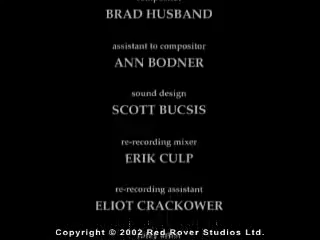 BRAD HUSBAND
assistant to compositor
ANN BODNER
sound design
SCOTT BUCSIS
re-recording mixer
ERIK CULP
re-recording assistant
ELIOT CRACKOWER
Copyright © 2002 Red Rover Studios Ltd.